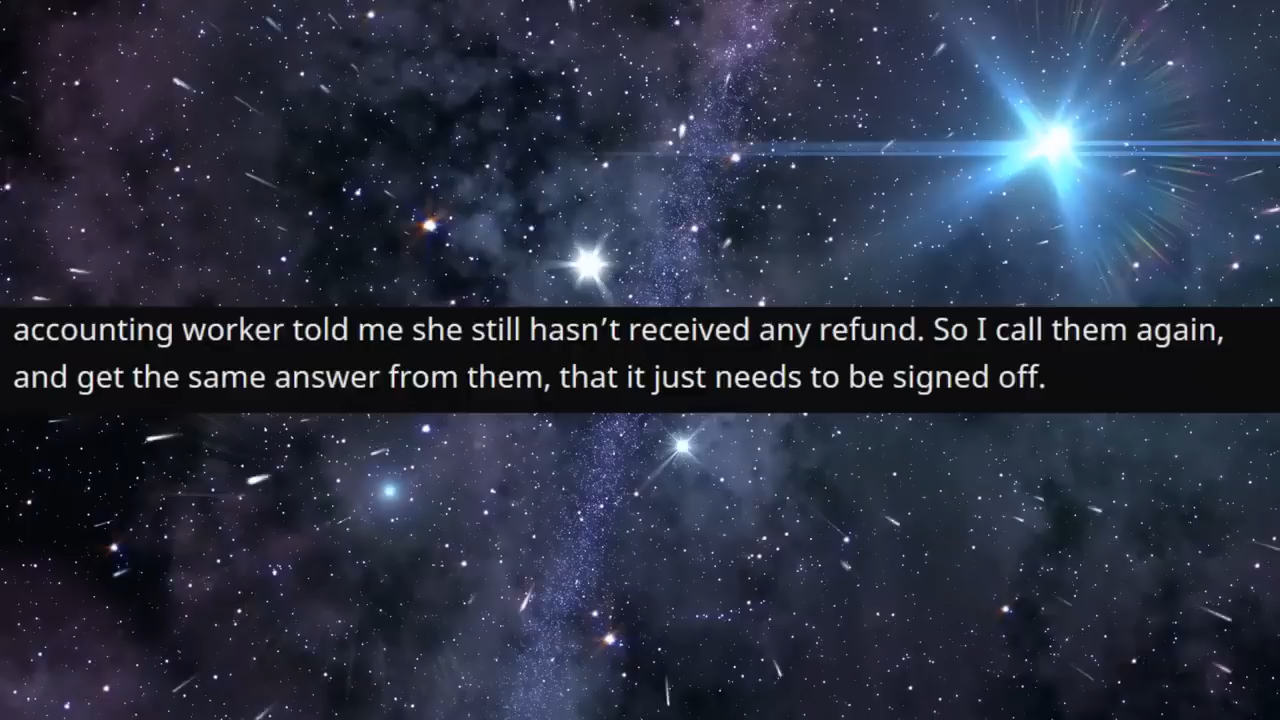 accounting worker told me she still hasn’t received any refund. So I call them again,
and get the same answer from them, that it just needs to be signed off.